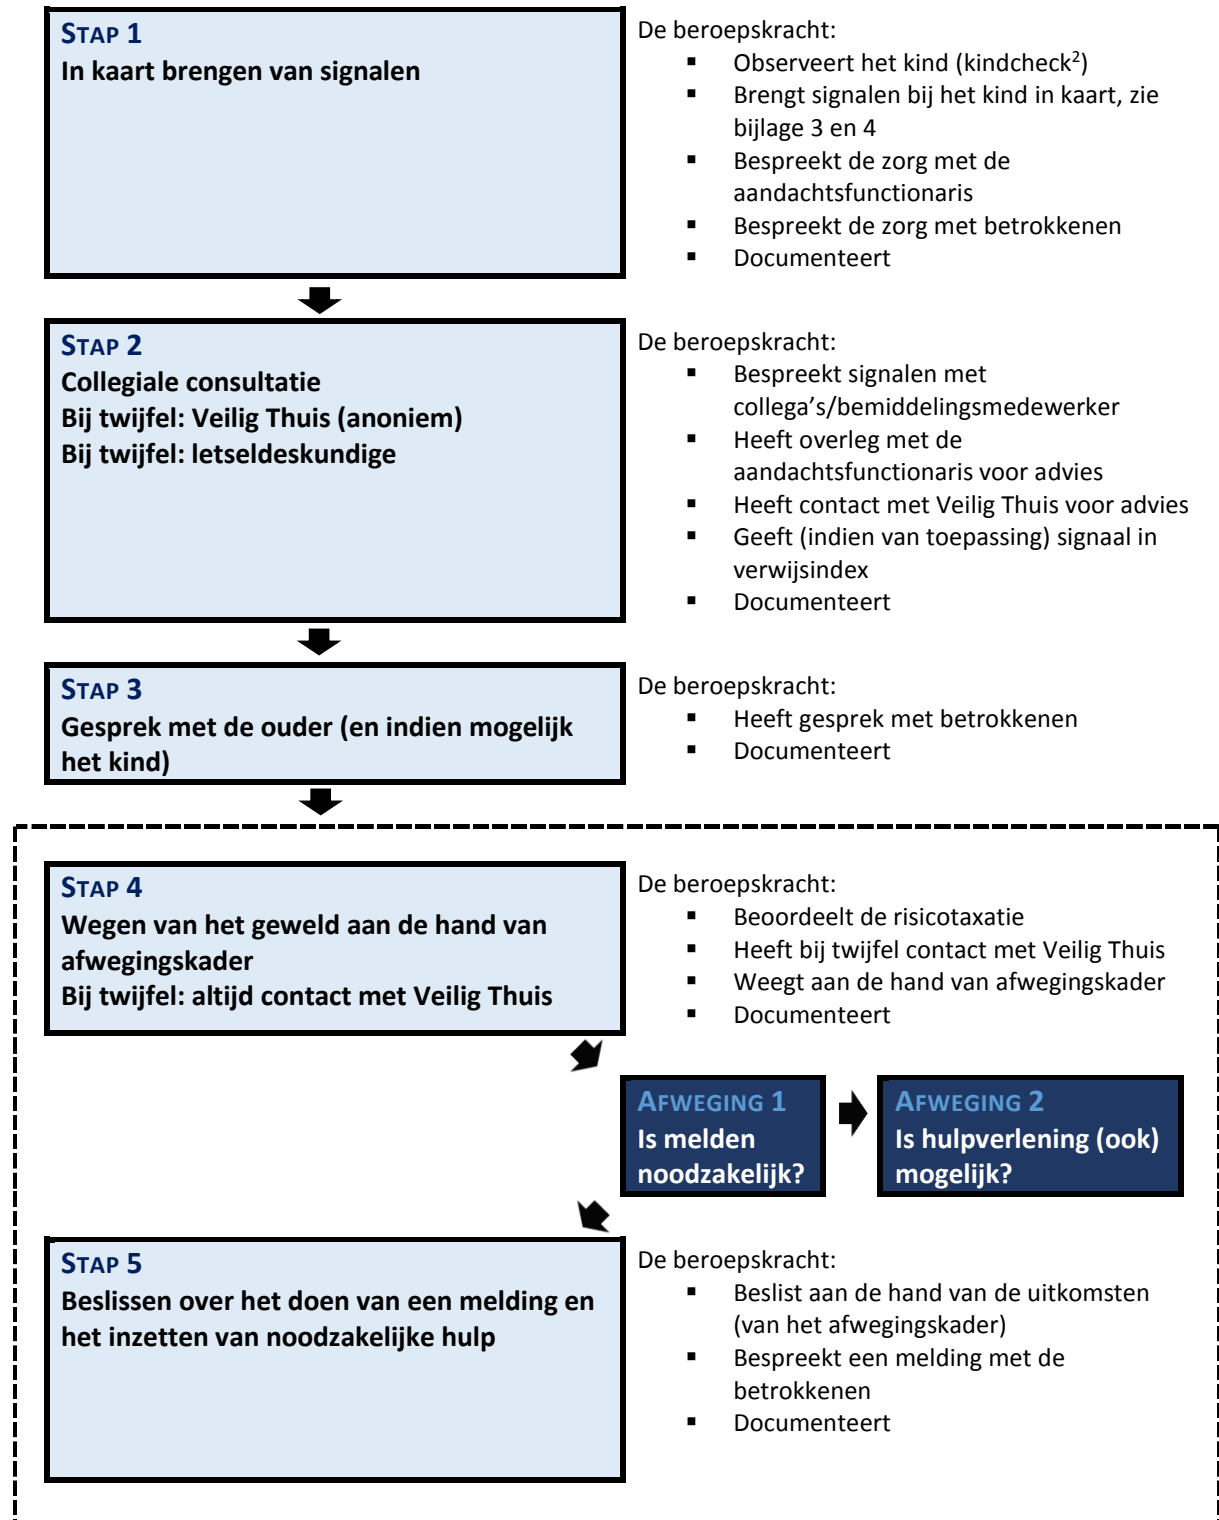 STAP 1
In kaart brengen van signalen
De beroepskracht:
▪ Observeert het kind (kindcheck²)
▪ Brengt signalen bij het kind in kaart, zie
bijlage 3 en 4
▪ Bespreekt de zorg met de
aandachtsfunctionaris
▪ Bespreekt de zorg met betrokkenen
▪ Documenteert
STAP 2
Collegiale consultatie
Bij twijfel: Veilig Thuis (anoniem)
Bij twijfel: letseldeskundige
De beroepskracht:
▪ Bespreekt signalen met
collega’s/bemiddelingsmedewerker
▪ Heeft overleg met de
aandachtsfunctionaris voor advies
▪ Heeft contact met Veilig Thuis voor advies
▪ Geeft (indien van toepassing) signaal in
verwijsindex
▪ Documenteert
STAP 3
Gesprek met de ouder (en indien mogelijk
het kind)
De beroepskracht:
▪ Heeft gesprek met betrokkenen
▪ Documenteert
STAP 4
Wegen van het geweld aan de hand van
afwegingskader
Bij twijfel: altijd contact met Veilig Thuis
De beroepskracht:
▪ Beoordeelt de risicotaxatie
▪ Heeft bij twijfel contact met Veilig Thuis
▪ Weegt aan de hand van afwegingskader
▪ Documenteert
AFWEGING 1
Is melden
noodzakelijk?
AFWEGING 2
Is hulpverlening (ook)
mogelijk?
STAP 5
Beslissen over het doen van een melding en
het inzetten van noodzakelijke hulp
De beroepskracht:
▪ Beslist aan de hand van de uitkomsten
(van het afwegingskader)
▪ Bespreekt een melding met de
betrokkenen
▪ Documenteert